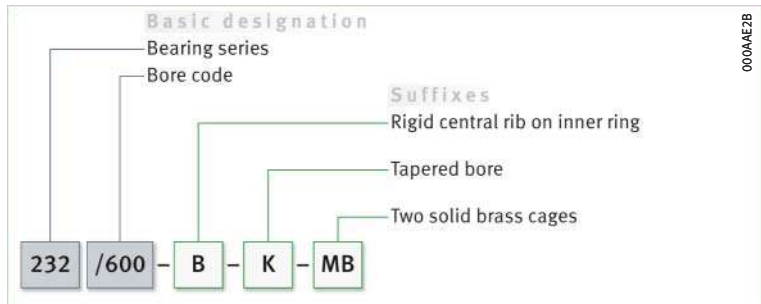 Basic designation
Bearing series
Bore code
Suffixes
Rigid central rib on inner ring
Tapered bore
Two solid brass cages
232 /600 – B – K – MB
000AAE2B